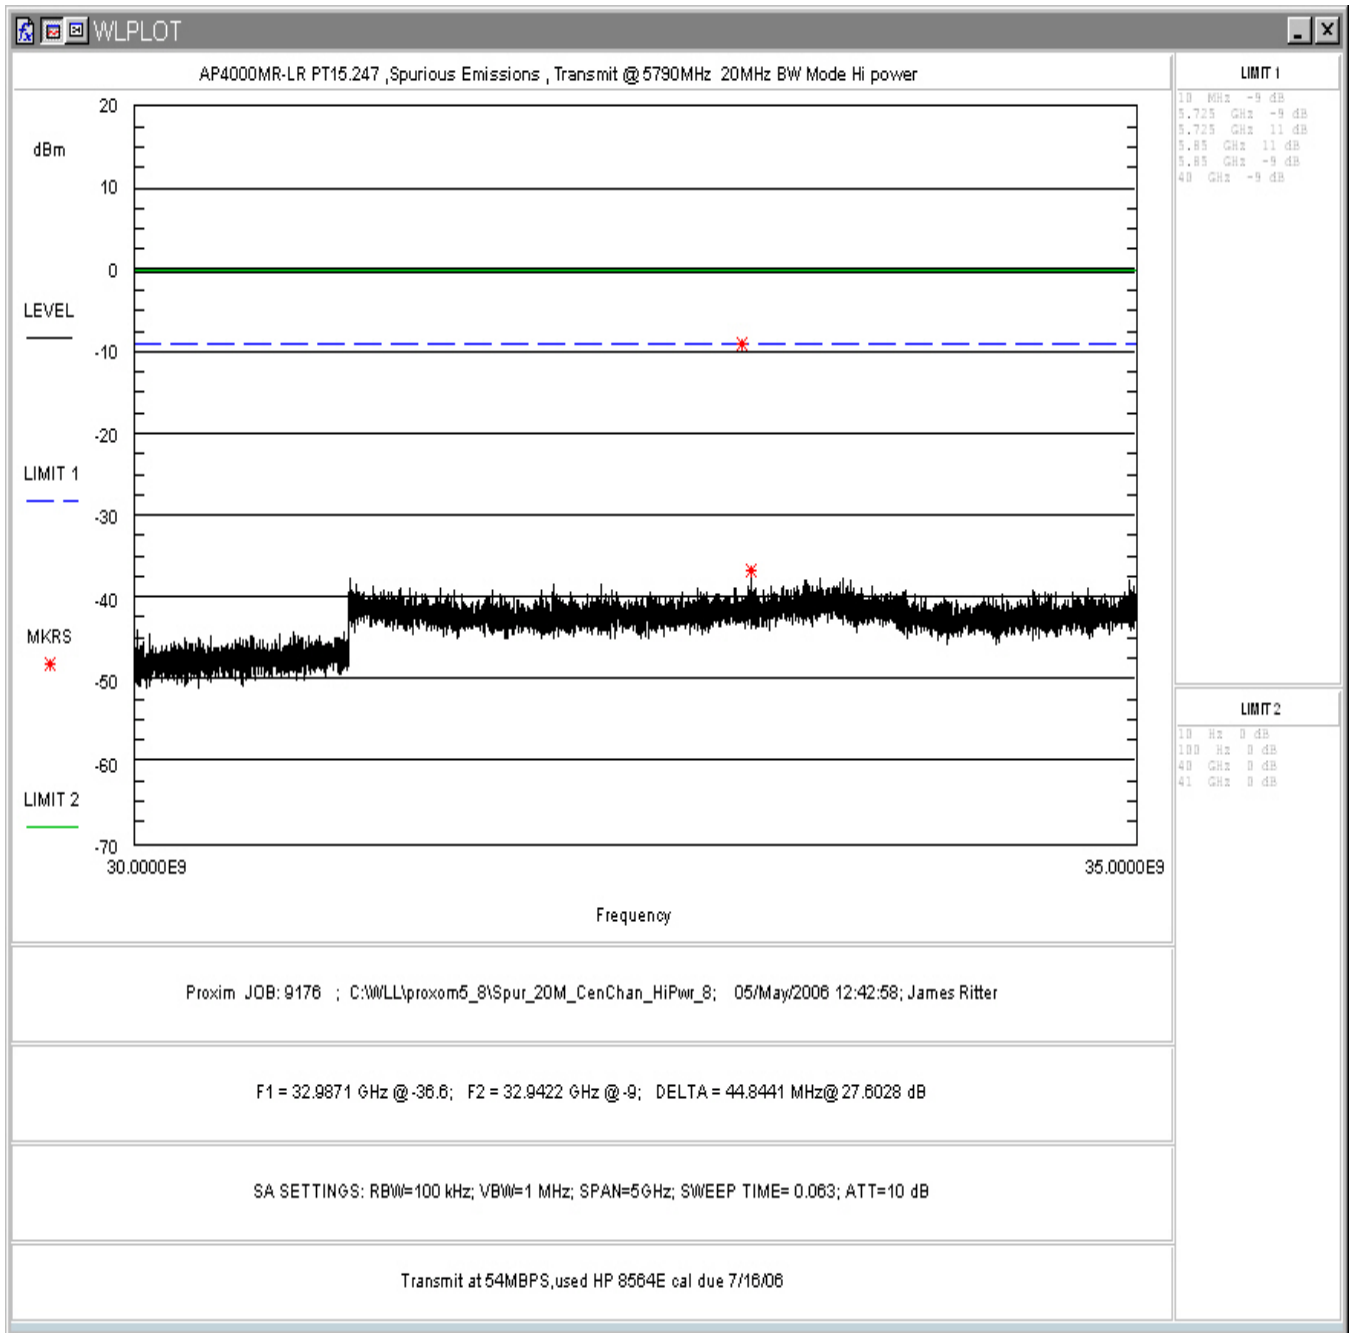 WLPLOT
AP4000MR-LR PT15.247 ,Spurious Emissions , Transmit @ 5790MHz 20MHz BW Mode Hi power
20
dBm
10
0
LEVEL
-10
-20
LIMIT 1
-30
-40
MKRS
-50
-60
LIMIT 2
-70
30.0000E9
35.0000E9
Frequency
LIMIT 1
10 MHz -9 dB
5.725 GHz -9 dB
5.725 GHz 11 dB
5.85 GHz 11 dB
5.85 GHz -9 dB
40 GHz -9 dB
LIMIT 2
10 Hz 0 dB
100 Hz 0 dB
40 GHz 0 dB
41 GHz 0 dB
Proxim JOB: 9176 ; C:\WLL\proxom5_8\Spur_20M_CenChan_HiPwr_8; 05/May/2006 12:42:58; James Ritter
F1 = 32.9871 GHz @-36.6; F2 = 32.9422 GHz @-9; DELTA = 44.8441 MHz@ 27.6028 dB
SA SETTINGS: RBW=100 kHz; VBW=1 MHz; SPAN=5GHz; SWEEP TIME= 0.063; ATT=10 dB
Transmit at 54MBPS,used HP 8564E cal due 7/16/06